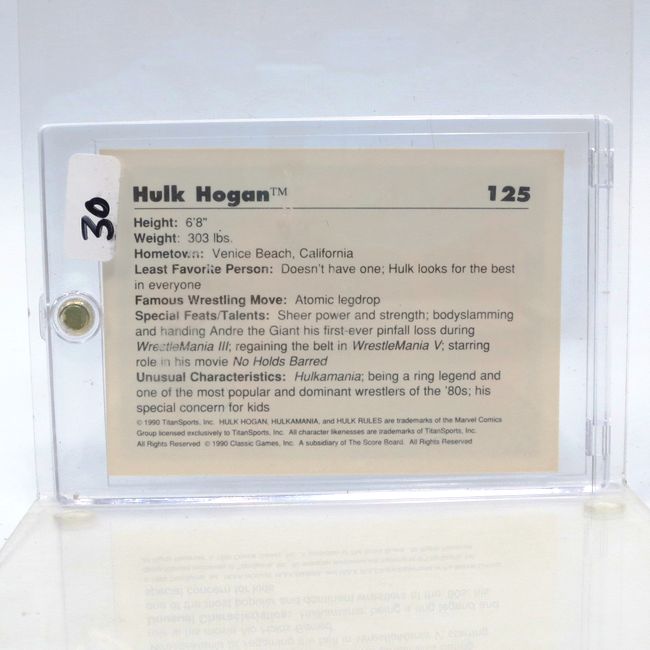 30
Hulk Hogan™ 125
Height: 6'8"
Weight: 303 lbs.
Hometown: Venice Beach, California
Least Favorite Person: Doesn't have one; Hulk looks for the best
in everyone
Famous Wrestling Move: Atomic legdrop
Special Feats/Talents: Sheer power and strength; bodyslamming
and handing Andre the Giant his first-ever pinfall loss during
WrestleMania III; regaining the belt in WrestleMania V; starring
role in his movie No Holds Barred
Unusual Characteristics: Hulkamania; being a ring legend and
one of the most popular and dominant wrestlers of the '80s; his
special concern for kids
© 1990 TitanSports, Inc. HULK HOGAN, HULKAMANIA, and HULK RULES are trademarks of the Marvel Comics
Group licensed exclusively to TitanSports, Inc. All character likenesses are trademarks of TitanSports, Inc.
All Rights Reserved © 1990 Classic Games, Inc. A subsidiary of The Score Board. All Rights Reserved